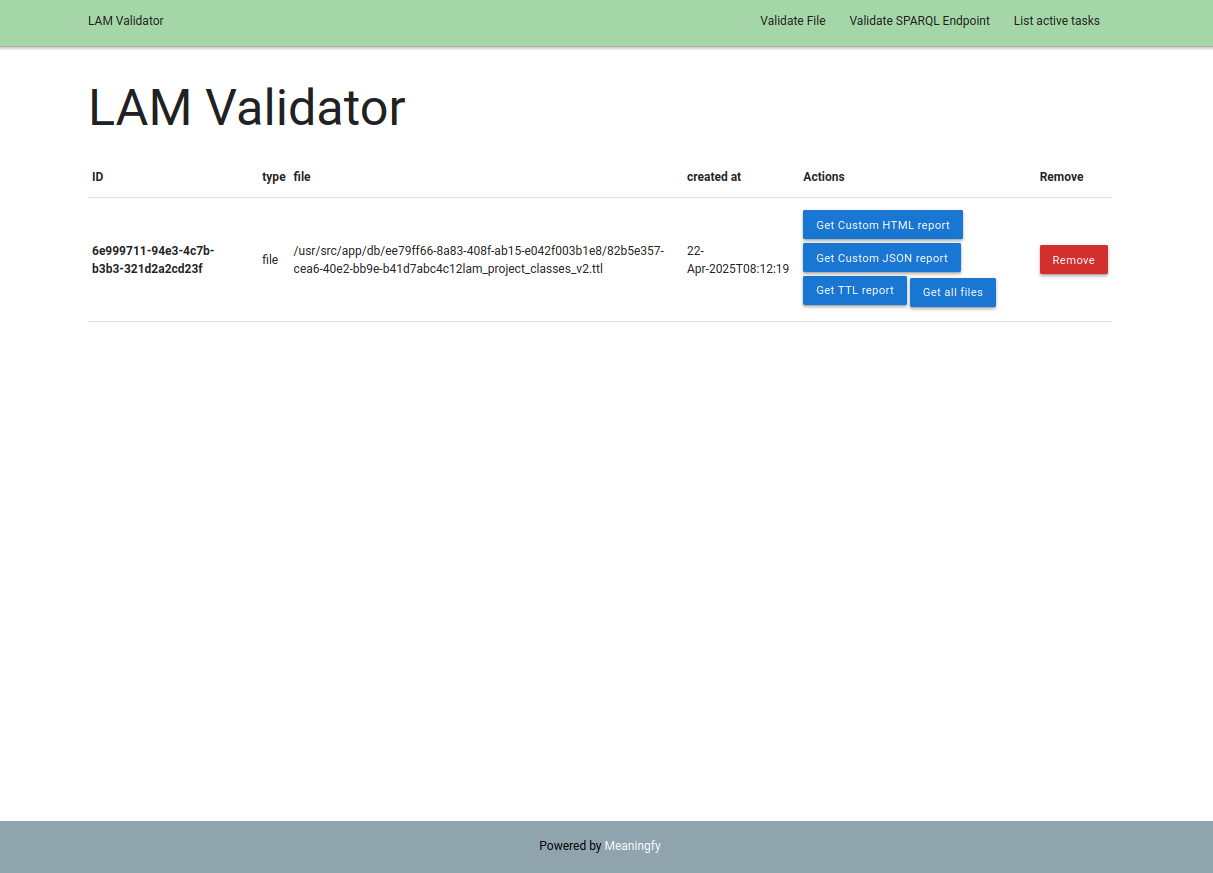 LAM Validator
Validate File
Validate SPARQL Endpoint
List active tasks
LAM Validator
ID
type
file
created at
Actions
Remove
6e999711-94e3-4c7b-
b3b3-321d2a2cd23f
file
/usr/src/app/db/ee79ff66-8a83-408f-ab15-e042f003b1e8/82b5e357-
cea6-40e2-bb9e-b41d7abc4c12lam_project_classes_v2.ttl
22-
Apr-2025T08:12:19
Get Custom HTML report
Get Custom JSON report
Get TTL report
Get all files
Remove
Powered by Meaningfy